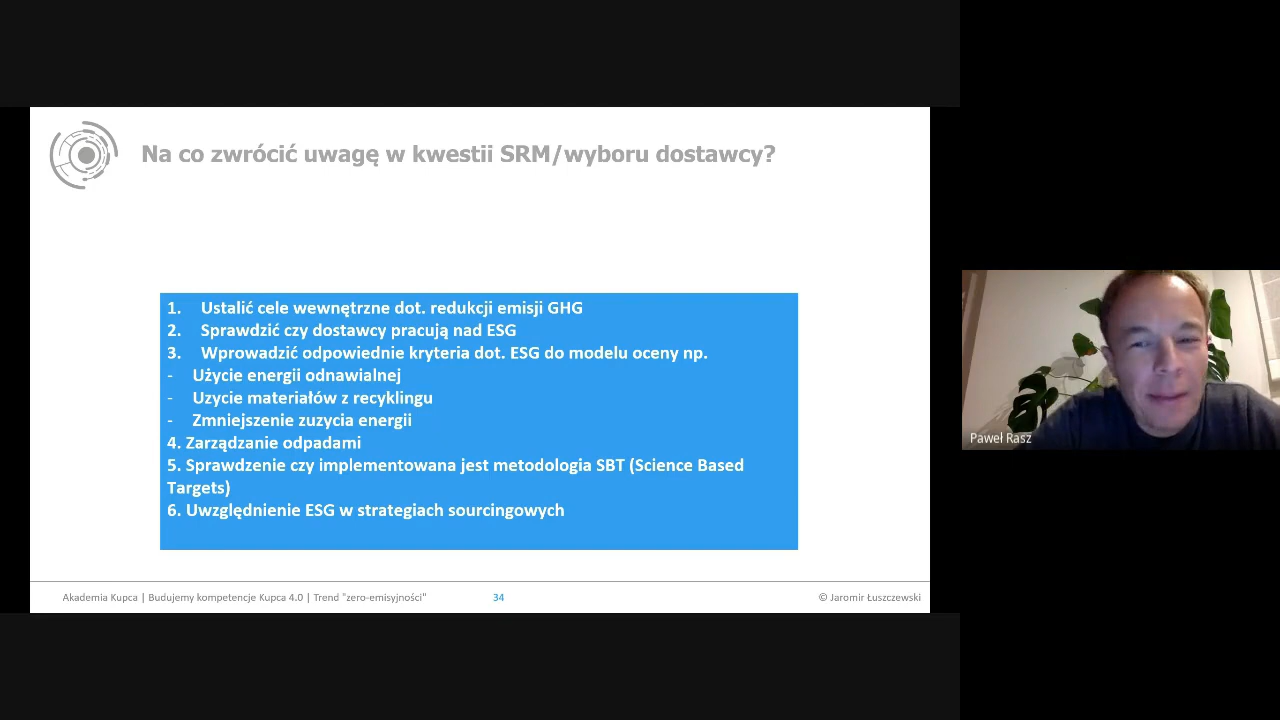 Na co zwrócić uwagę w kwestii SRM/wyboru dostawcy?
1. Ustalić cele wewnętrzne dot. redukcji emisji GHG
2. Sprawdzić czy dostawcy pracują nad ESG
3. Wprowadzić odpowiednie kryteria dot. ESG do modelu oceny np.
- Użycie energii odnawialnej
- Uzycie materiałów z recyklingu
- Zmniejszenie zuzycia energii
4. Zarządzanie odpadami
5. Sprawdzenie czy implementowana jest metodologia SBT (Science Based
Targets)
6. Uwzględnienie ESG w strategiach sourcingowych
Akademia Kupca | Budujemy kompetencje Kupca 4.0 | Trend "zero-emisyjności" 34 © Jaromir Łuszczewski
Paweł Rasz